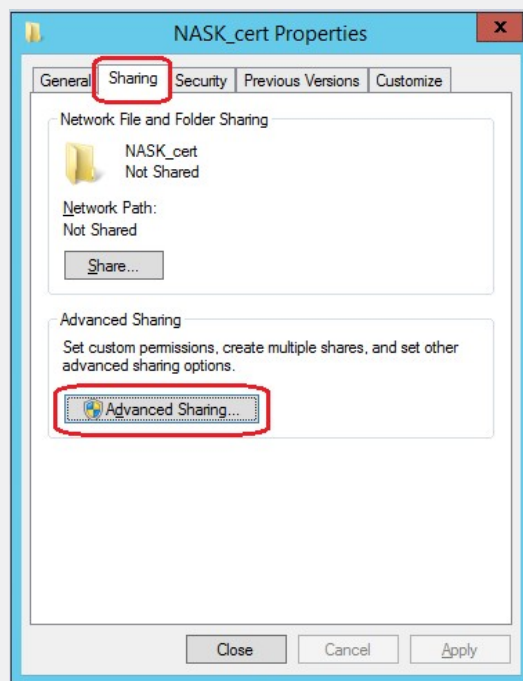 NASK_cert Properties
x
General Sharing Security Previous Versions Customize
Network File and Folder Sharing
NASK_cert
Not Shared
Network Path:
Not Shared
Share...
Advanced Sharing
Set custom permissions, create multiple shares, and set other
advanced sharing options.
Advanced Sharing...
Close Cancel Apply